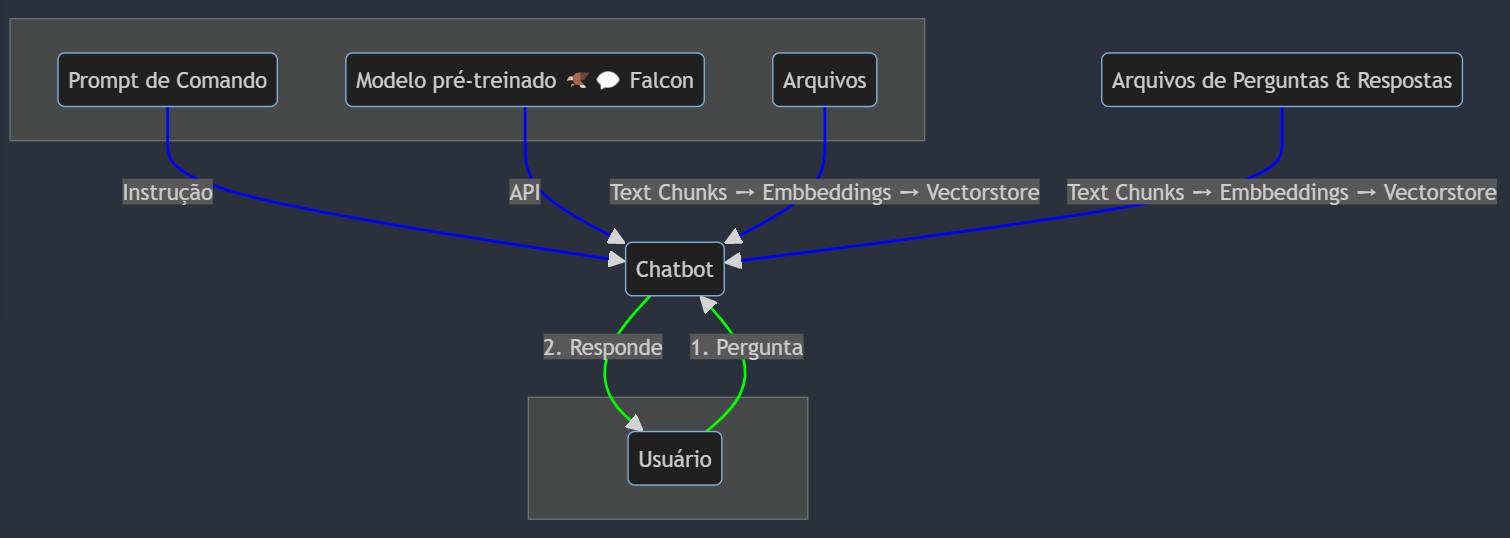 Prompt de Comando
Modelo pré-treinado 🦅 💬 Falcon
Arquivos
Arquivos de Perguntas & Respostas
Instrução
API
Text Chunks → Embbeddings → Vectorstore
Text Chunks → Embbeddings → Vectorstore
Chatbot
2. Responde
1. Pergunta
Usuário